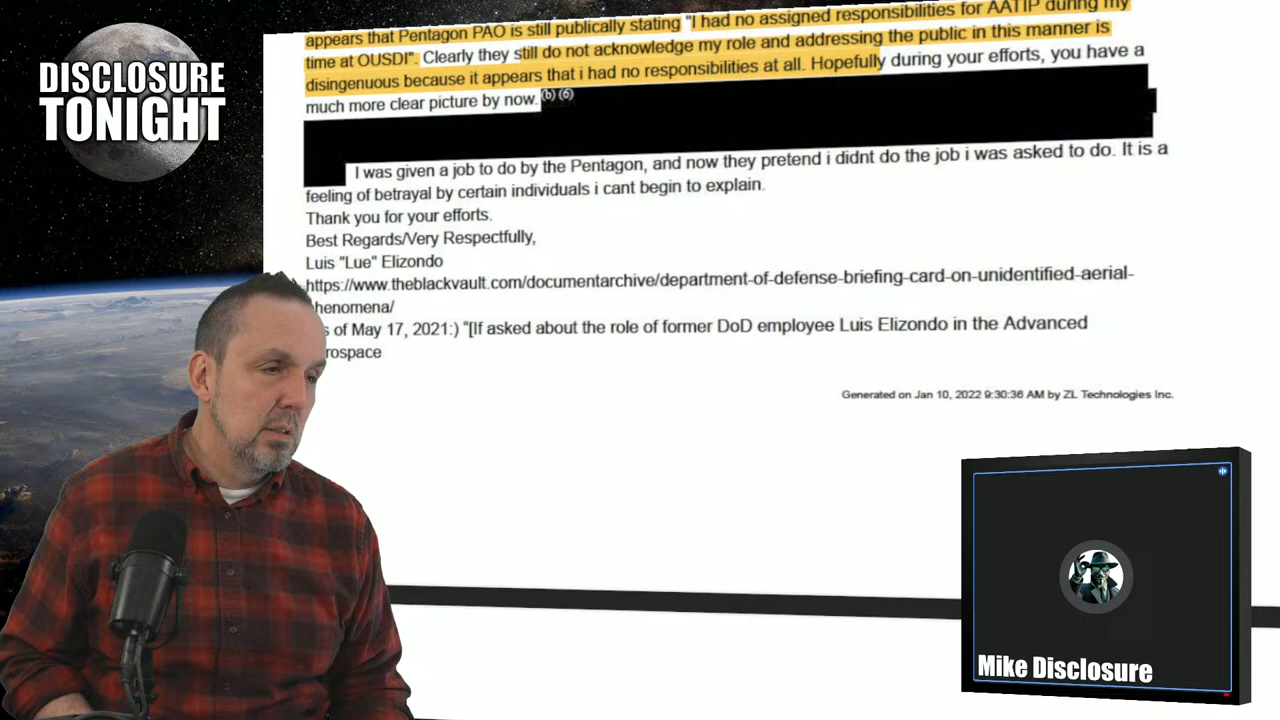 DISCLOSURE
TONIGHT
appears that Pentagon PAO is still publically stating "I had no assigned responsibilities for AATIP during my
time at OUSDI". Clearly they still do not acknowledge my role and addressing the public in this manner is
disingenuous because it appears that i had no responsibilities at all. Hopefully during your efforts, you have a
much more clear picture by now. (b) (6)
I was given a job to do by the Pentagon, and now they pretend i didnt do the job i was asked to do. It is a
feeling of betrayal by certain individuals i cant begin to explain.
Thank you for your efforts.
Best Regards/Very Respectfully,
Luis "Lue" Elizondo
https://www.theblackvault.com/documentarchive/department-of-defense-briefing-card-on-unidentified-aerial-
henomena/
s of May 17, 2021:) "[If asked about the role of former DoD employee Luis Elizondo in the Advanced
rospace
Generated on Jan 10, 2022 9:30:36 AM by ZL Technologies Inc.
Mike Disclosure